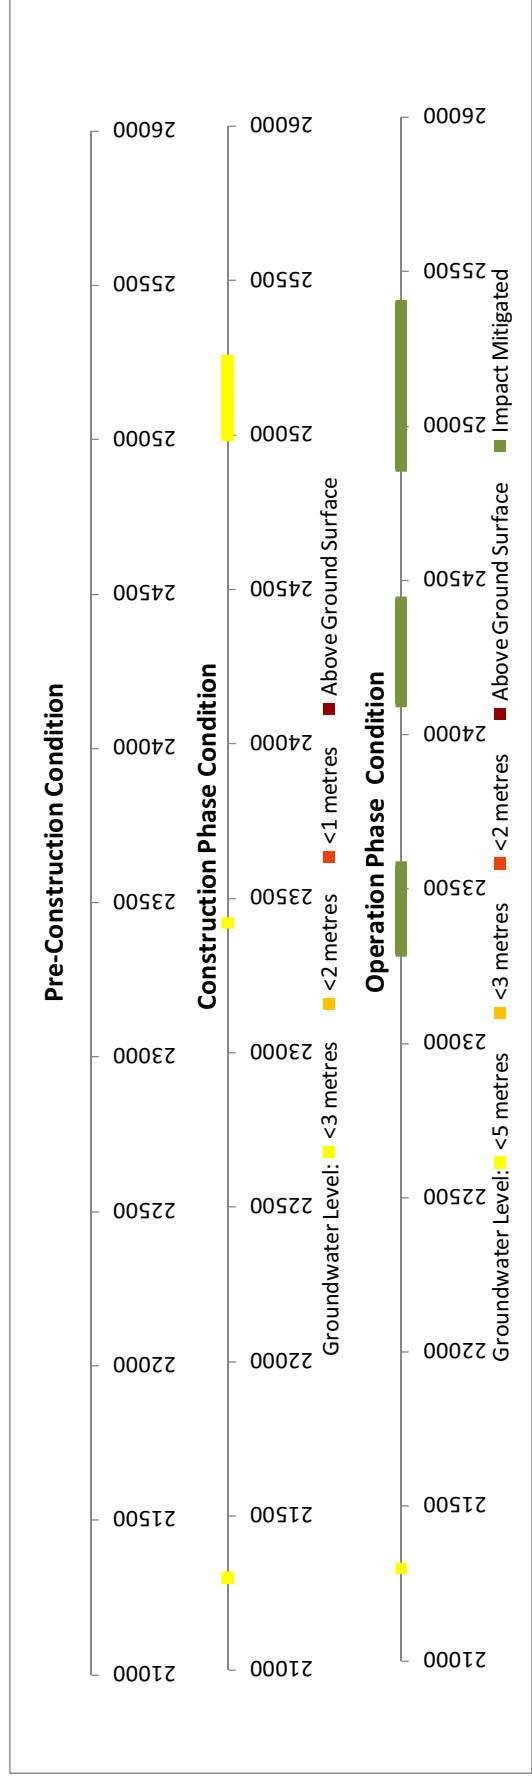 Pre-Construction Condition
21000 21500 22000 22500 23000 23500 24000 24500 25000 25500 26000
Construction Phase Condition
21000 21500 22000 22500 23000 23500 24000 24500 25000 25500 26000
Groundwater Level: <3 metres <2 metres <1 metres Above Ground Surface
Operation Phase Condition
21000 21500 22000 22500 23000 23500 24000 24500 25000 25500 26000
Groundwater Level: <5 metres <3 metres <2 metres Above Ground Surface Impact Mitigated